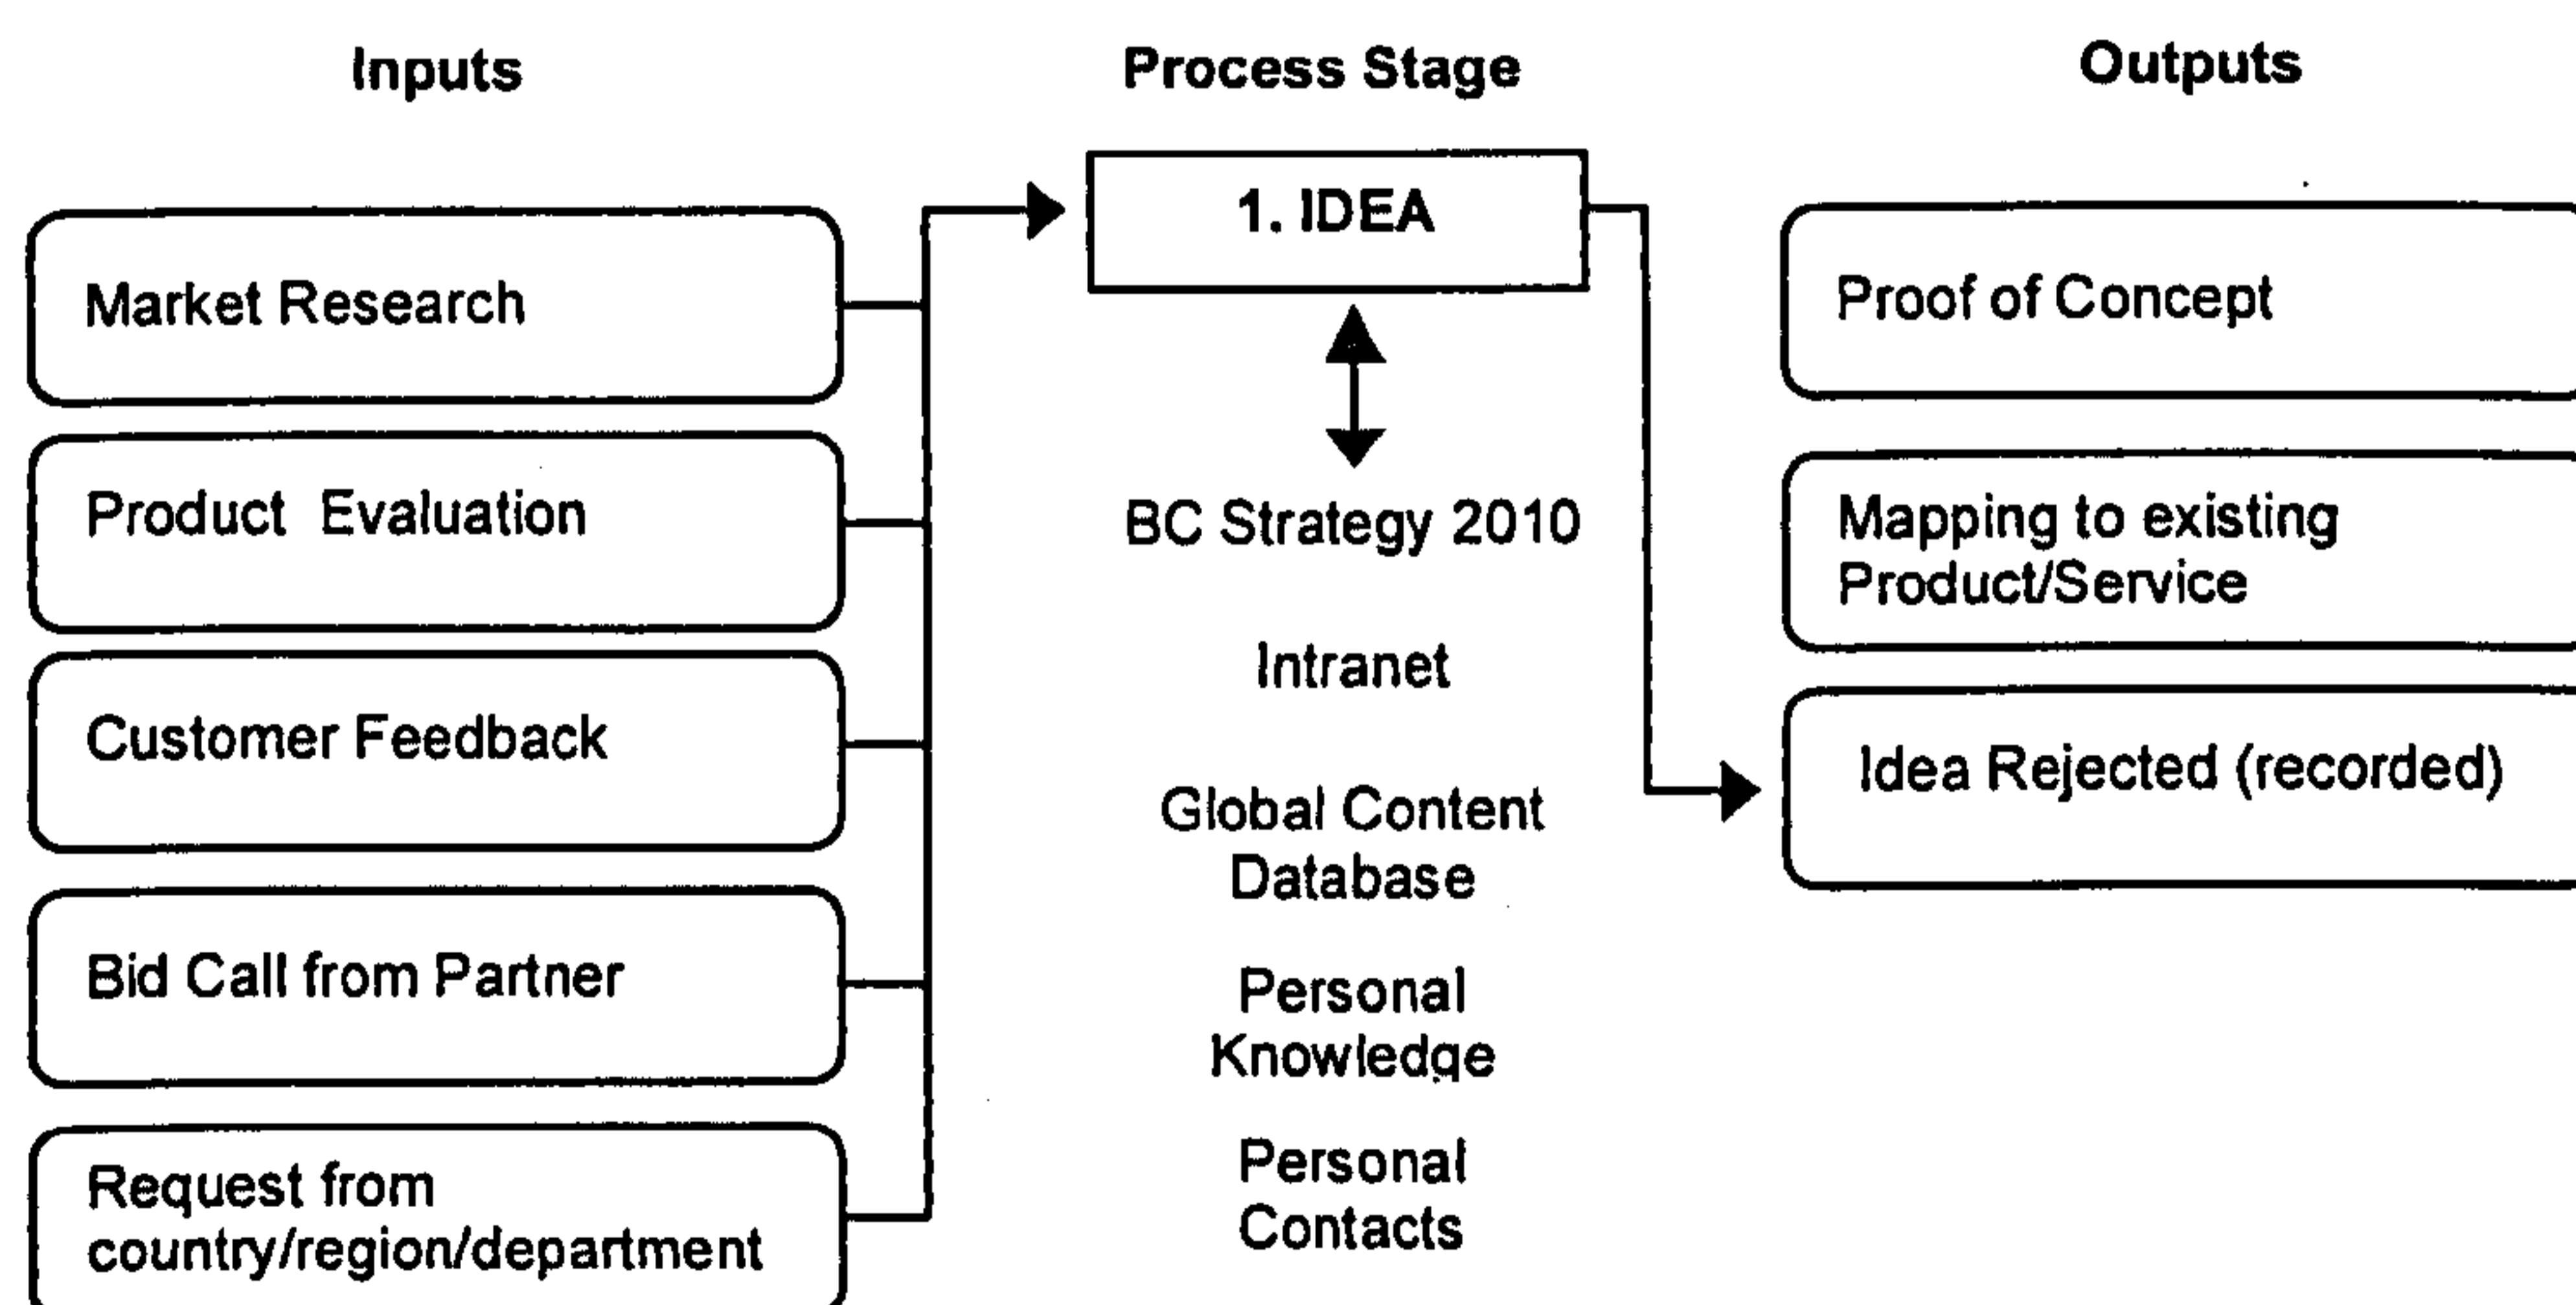 Inputs
Process Stage
Outputs
Market Research
Product Evaluation
Customer Feedback
Bid Call from Partner
Request from
country/region/department
1. IDEA
BC Strategy 2010
Intranet
Global Content
Database
Personal
Knowledge
Personal
Contacts
Proof of Concept
Mapping to existing
Product/Service
Idea Rejected (recorded)